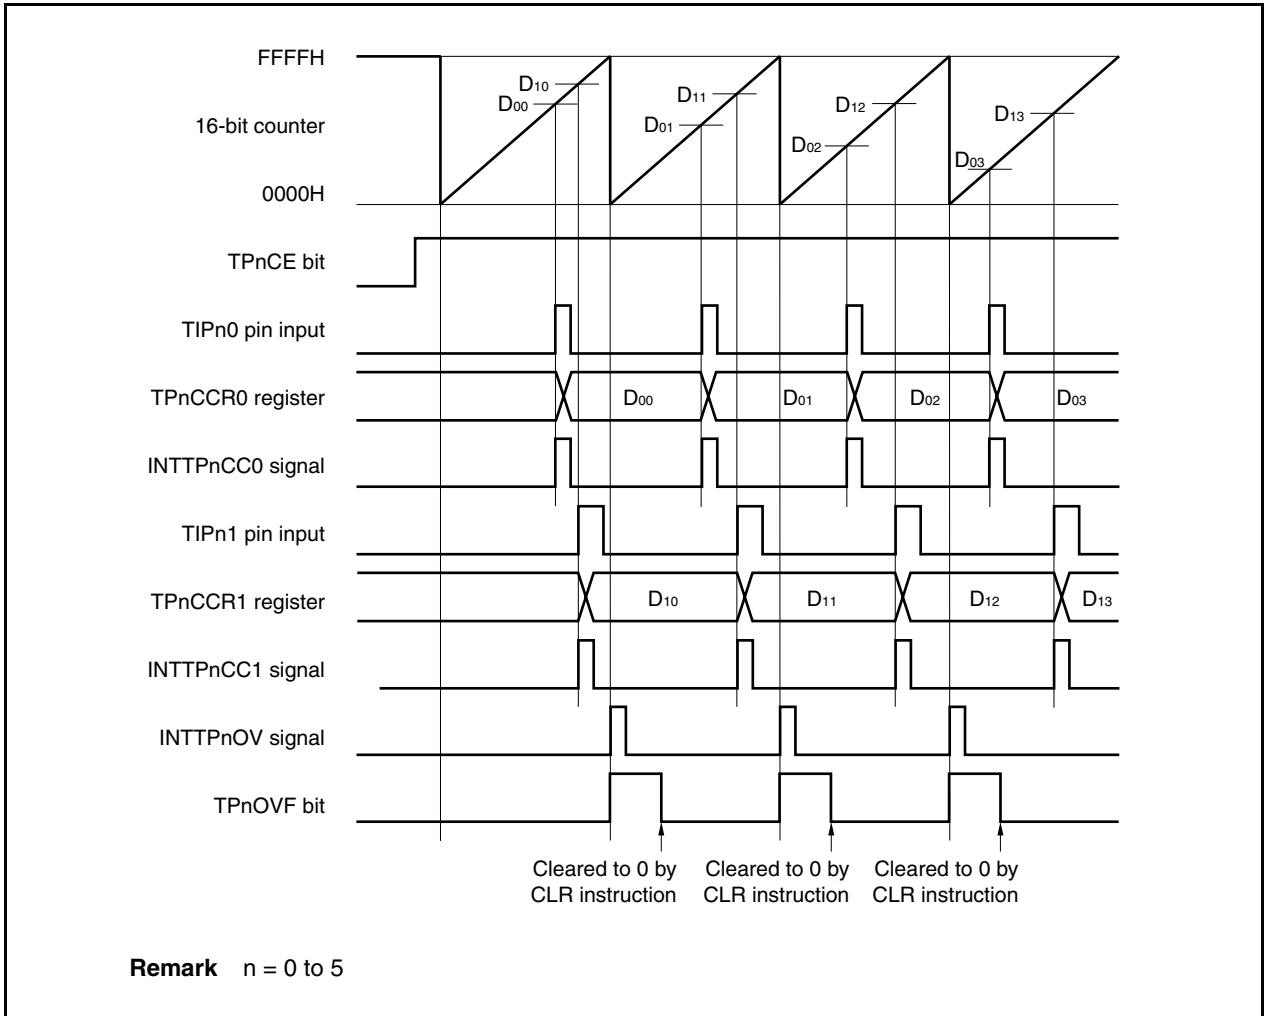 FFFFH
D10
D00
D11
D01
D12
D02
D13
D03
16-bit counter
0000H
TPnCE bit
TIPn0 pin input
TPnCCR0 register
D00
D01
D02
D03
INTTPnCC0 signal
TIPn1 pin input
TPnCCR1 register
D10
D11
D12
D13
INTTPnCC1 signal
INTTPnOV signal
TPnOVF bit
Cleared to 0 by
CLR instruction
Cleared to 0 by
CLR instruction
Cleared to 0 by
CLR instruction
Remark n = 0 to 5